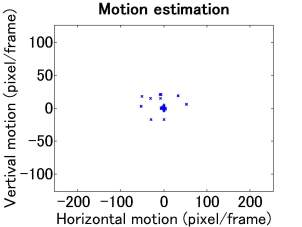 Motion estimation
100
50
0
-50
-100
Vertival motion (pixel/frame)
-200 -100 0 100 200
Horizontal motion (pixel/frame)